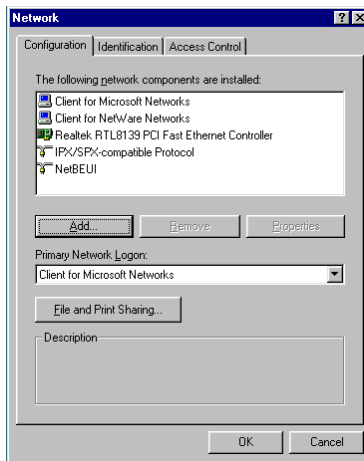 Network
Configuration Identification Access Control
The following network components are installed:
Client for Microsoft Networks
Client for NetWare Networks
Realtek RTL8139 PCI Fast Ethernet Controller
IPX/SPX-compatible Protocol
NetBEUI
Add... Remove Properties
Primary Network Logon:
Client for Microsoft Networks
File and Print Sharing...
Description
OK Cancel